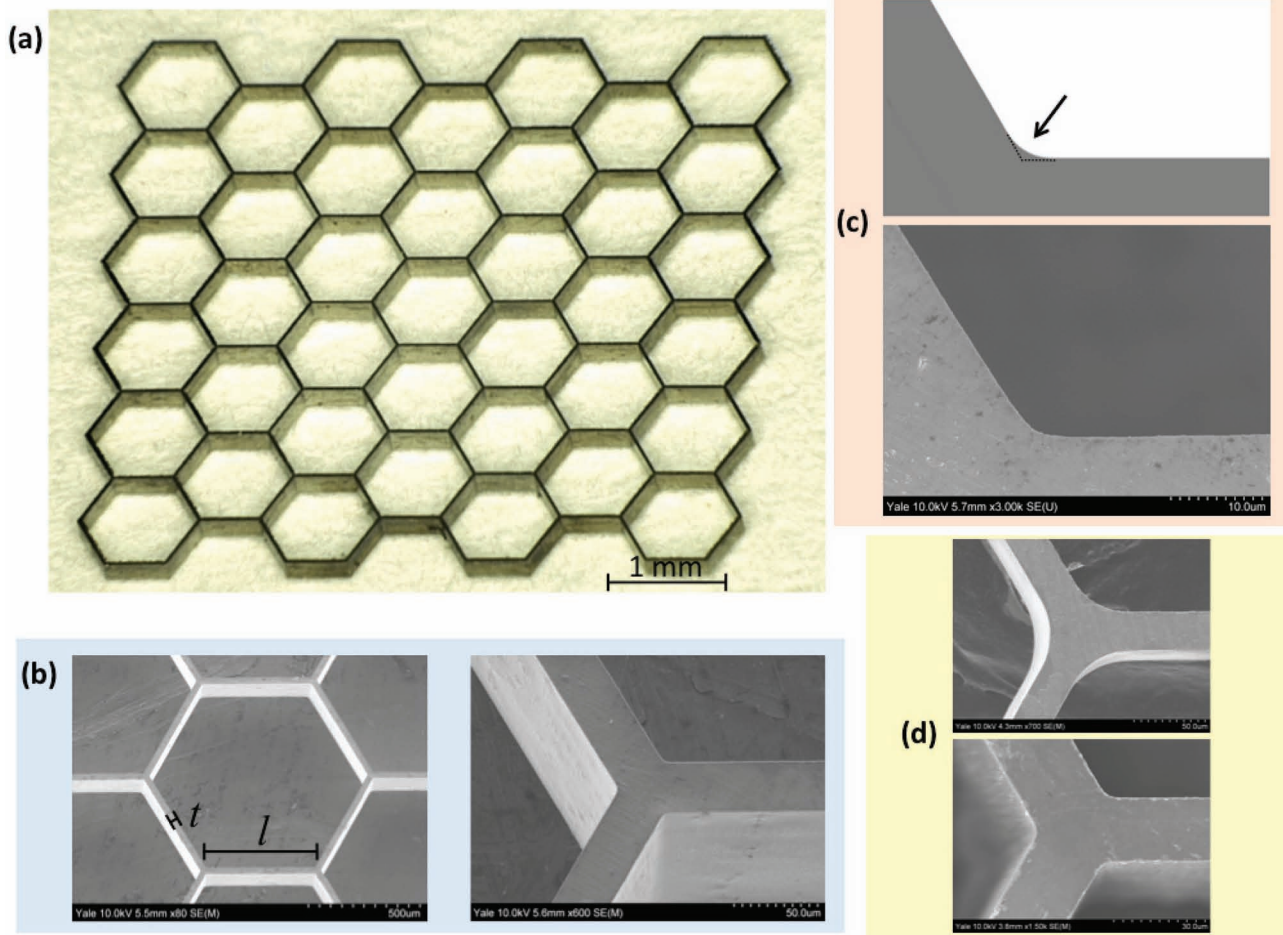 (a)
1 mm
(b)
t
l
Yale 10.0kV 5.5mm x80 SE(M) 500um
Yale 10.0kV 5.6mm x600 SE(M) 50.0um
(c)
Yale 10.0kV 5.7mm x3.00k SE(U) 10.0um
(d)
Yale 10.0kV 4.3mm x700 SE(M) 50.0um
Yale 10.0kV 3.8mm x1.50k SE(M) 30.0um